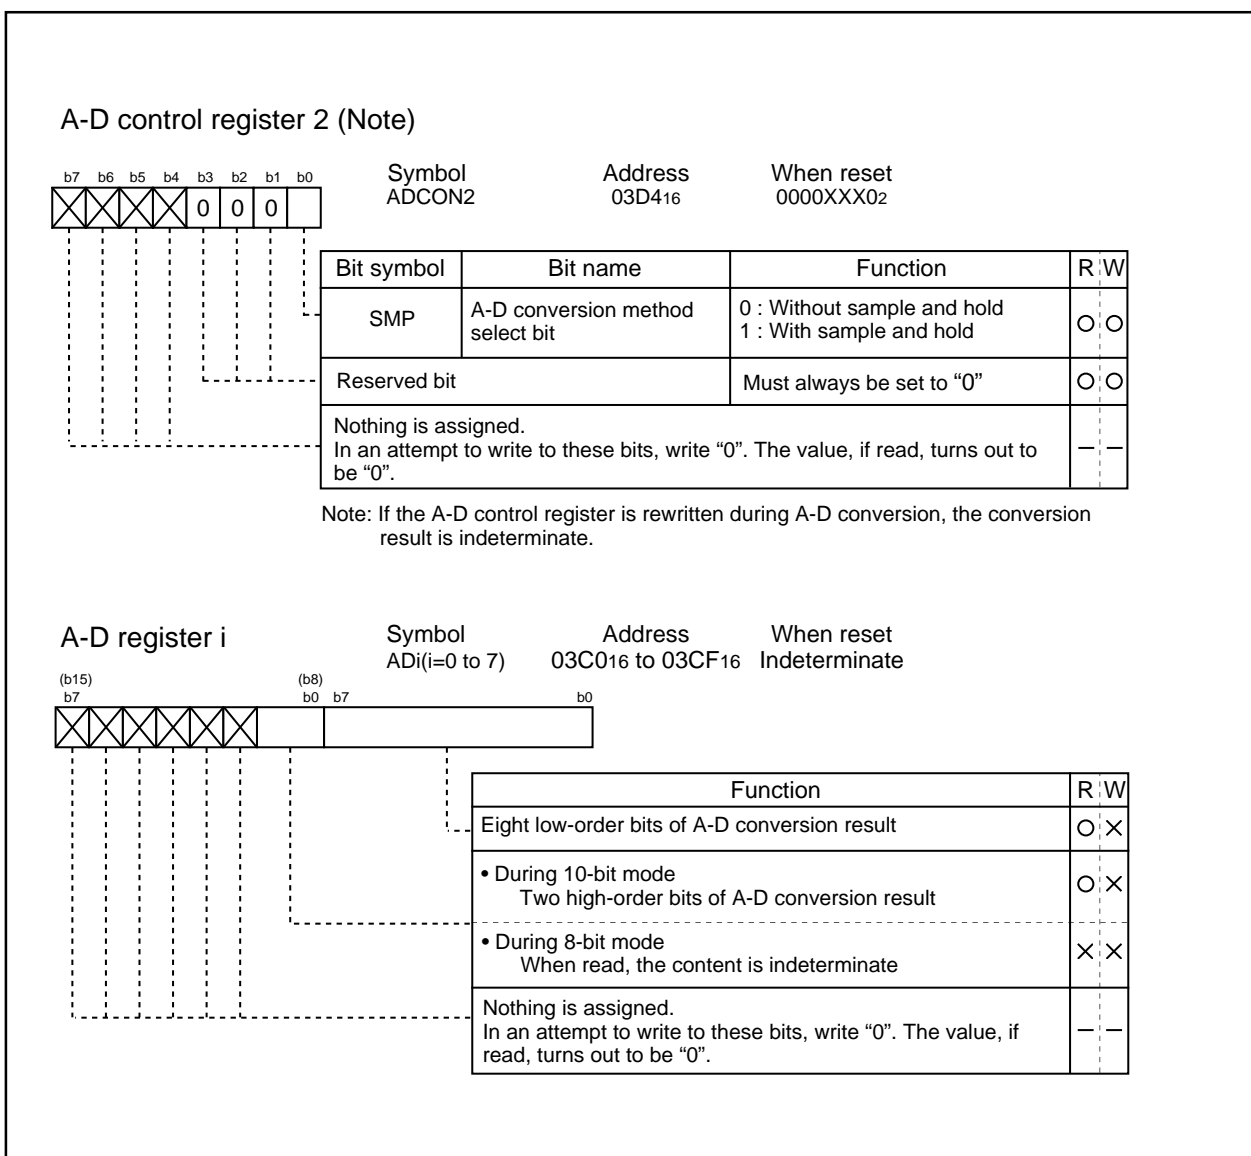 A-D control register 2 (Note)
Symbol Address When reset
b7 b6 b5 b4 b3 b2 b1 b0
ADCON2 03D416 0000XXX02
0 0 0
Bit symbol Bit name Function R W
SMP A-D conversion method select bit 0 : Without sample and hold
1 : With sample and hold
Reserved bit Must always be set to “0”
Nothing is assigned.
In an attempt to write to these bits, write “0”. The value, if read, turns out to
be “0”.
Note: If the A-D control register is rewritten during A-D conversion, the conversion
result is indeterminate.
A-D register i Symbol Address When reset
ADi(i=0 to 7) 03C016 to 03CF16 Indeterminate
(b15) (b8)
b7 b0 b7 b0
Function R W
Eight low-order bits of A-D conversion result
• During 10-bit mode
Two high-order bits of A-D conversion result
• During 8-bit mode
When read, the content is indeterminate
Nothing is assigned.
In an attempt to write to these bits, write “0”. The value, if
read, turns out to be “0”.